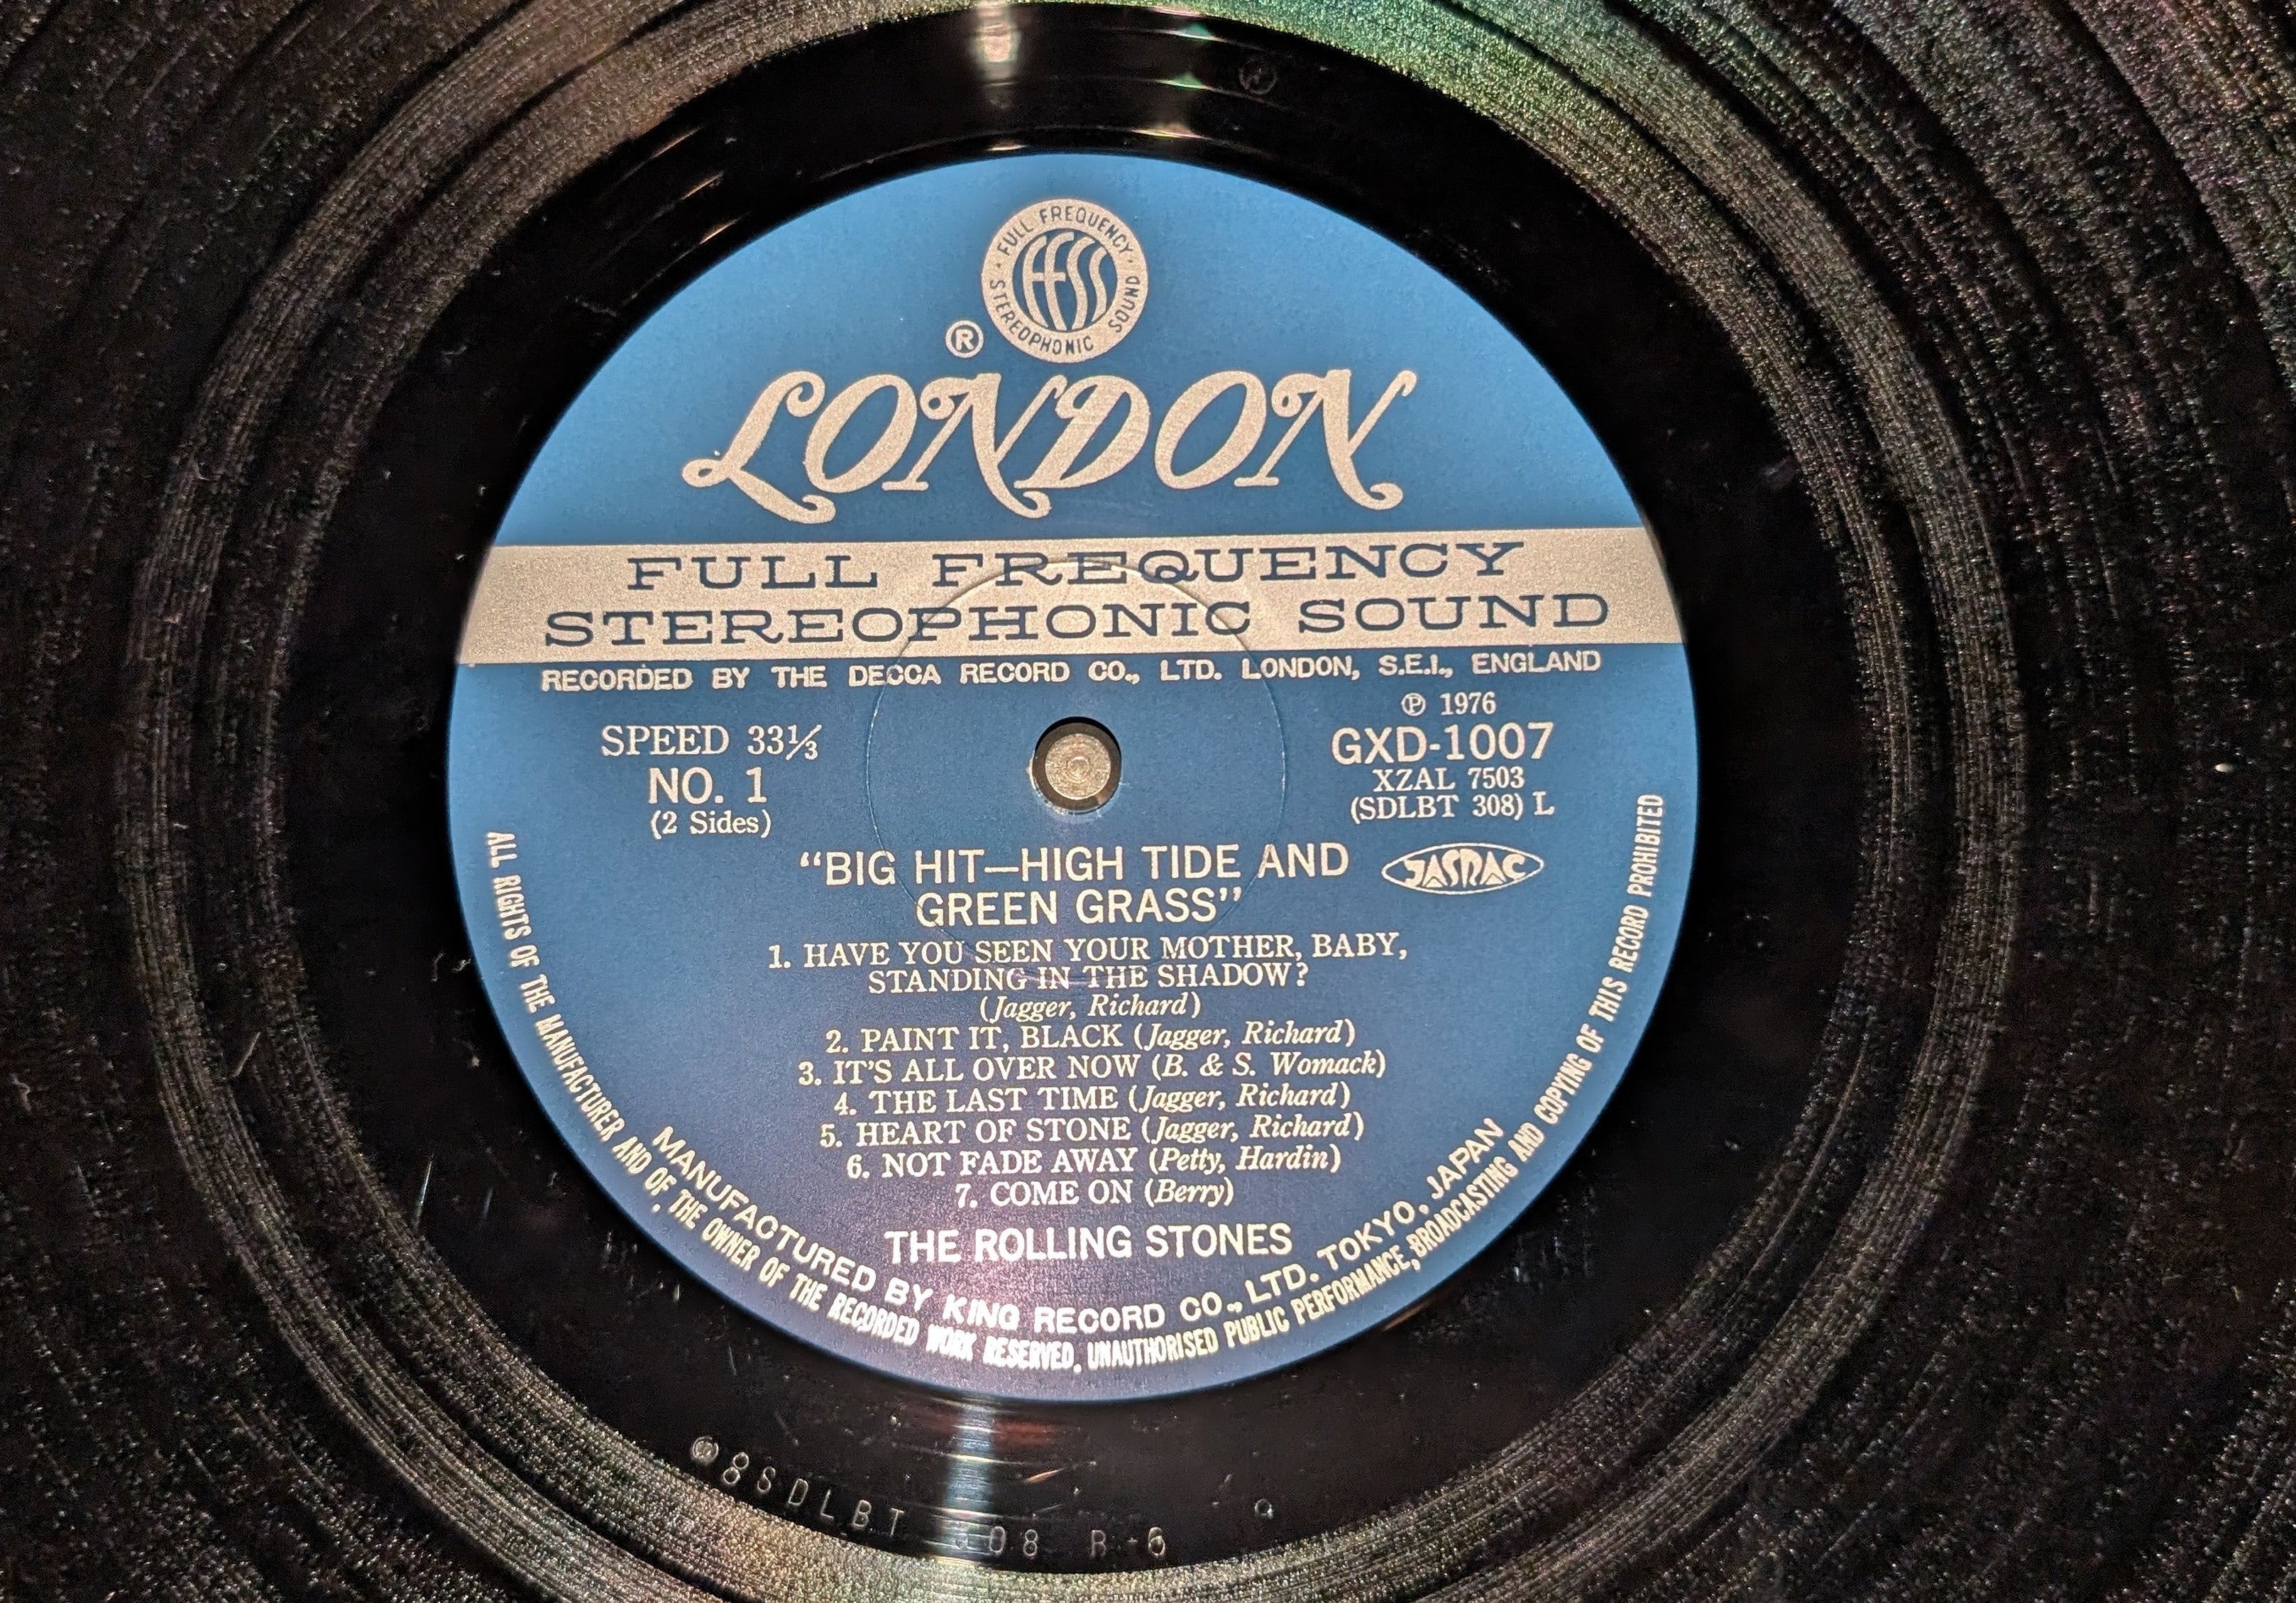 FULL FREQUENCY STEREOPHONIC SOUND
ffss
®
LONDON
FULL FREQUENCY
STEREOPHONIC SOUND
RECORDED BY THE DECCA RECORD CO., LTD. LONDON, S.E.I., ENGLAND
SPEED 33⅓
NO. 1
(2 Sides)
℗ 1976
GXD-1007
XZAL 7503
(SDLBT 308) L
"BIG HIT—HIGH TIDE AND
GREEN GRASS"
JASRAC
1. HAVE YOU SEEN YOUR MOTHER, BABY,
STANDING IN THE SHADOW?
(Jagger, Richard)
2. PAINT IT, BLACK (Jagger, Richard)
3. IT'S ALL OVER NOW (B. & S. Womack)
4. THE LAST TIME (Jagger, Richard)
5. HEART OF STONE (Jagger, Richard)
6. NOT FADE AWAY (Petty, Hardin)
7. COME ON (Berry)
THE ROLLING STONES
MANUFACTURED BY KING RECORD CO., LTD. TOKYO, JAPAN
ALL RIGHTS OF THE MANUFACTURER AND OF THE OWNER OF THE RECORDED WORK RESERVED, UNAUTHORISED PUBLIC PERFORMANCE, BROADCASTING AND COPYING OF THIS RECORD PROHIBITED
SDLBT
R-6